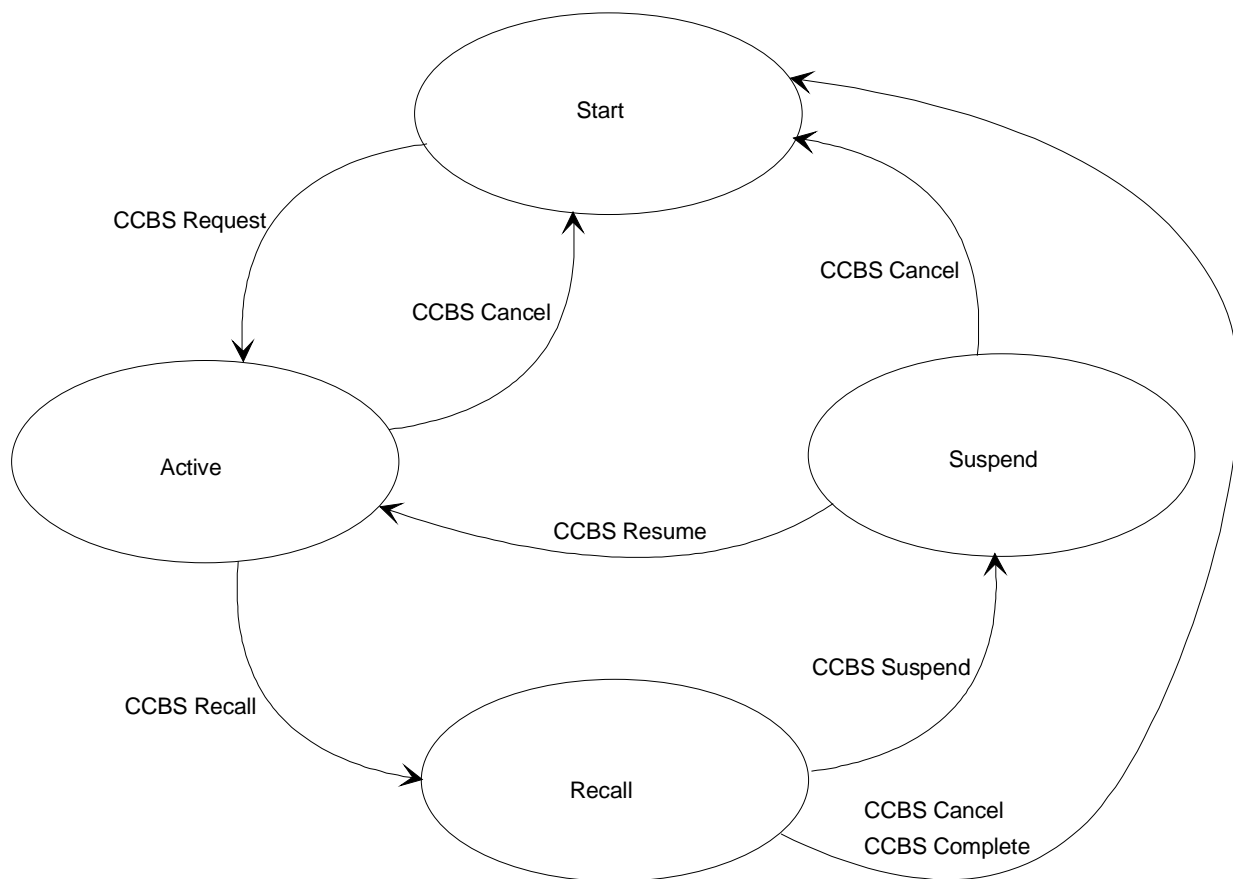 Start
CCBS Request
CCBS Cancel
CCBS Cancel
Active
Suspend
CCBS Resume
CCBS Suspend
CCBS Recall
Recall
CCBS Cancel
CCBS Complete